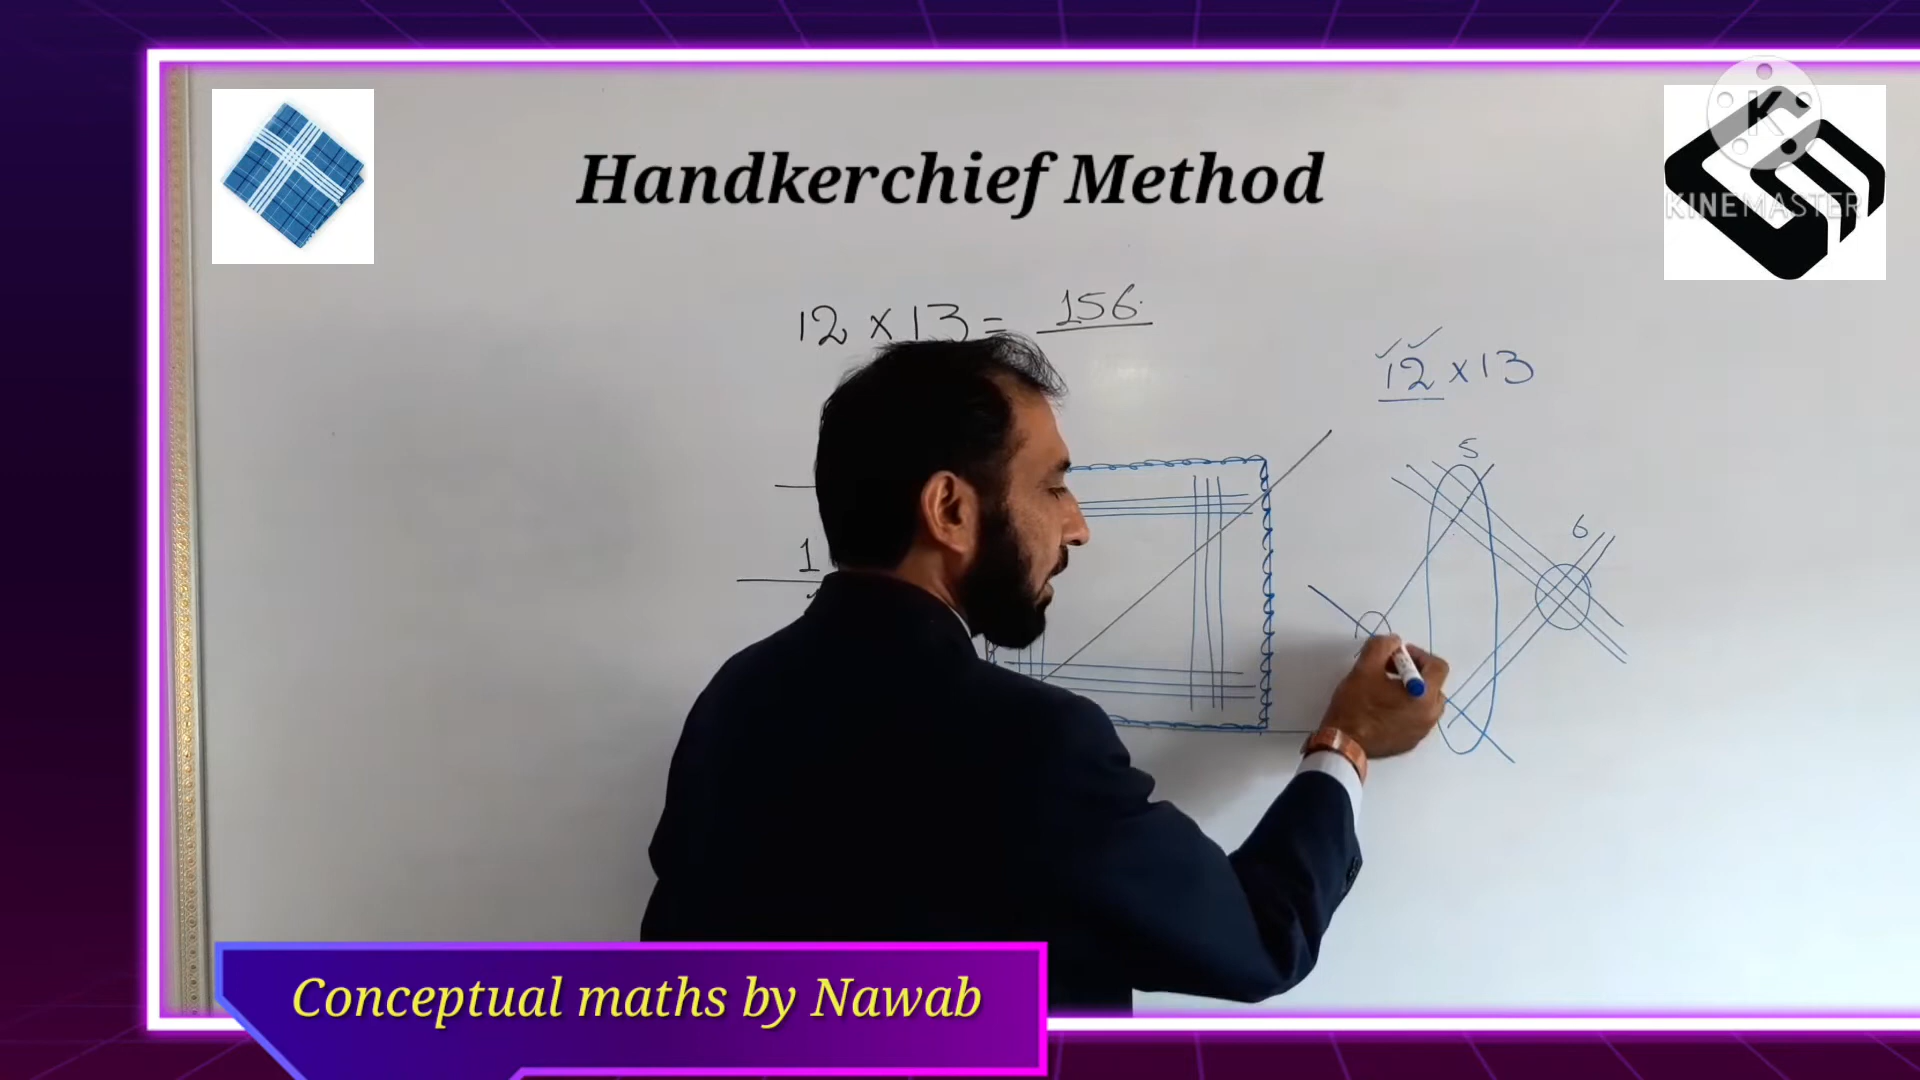 KINEMASTER
Handkerchief Method
12 x 13 = 156
12 x 13
5
6
1
Conceptual maths by Nawab